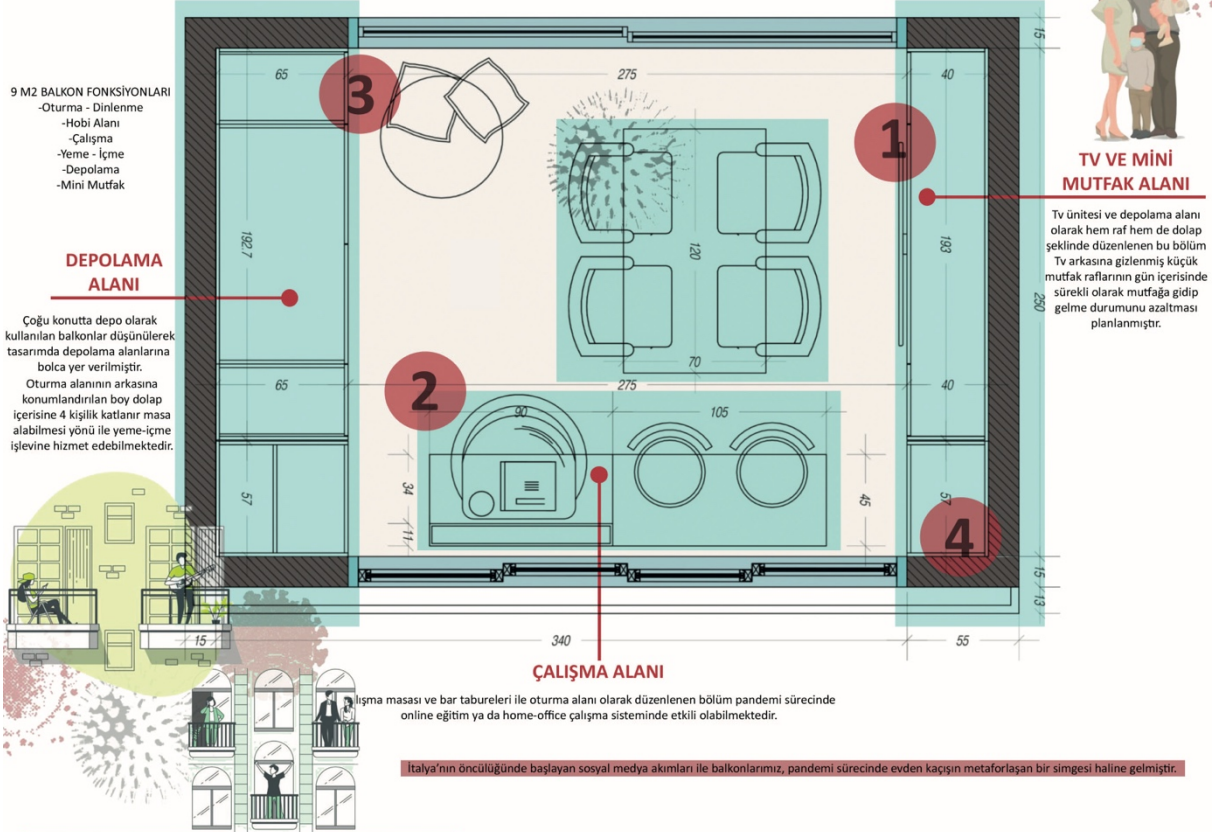 9 M2 BALKON FONKSİYONLARI
-Oturma - Dinlenme
-Hobi Alanı
-Çalışma
-Yeme - İçme
-Depolama
-Mini Mutfak
DEPOLAMA
ALANI
Çoğu konutta depo olarak
kullanılan balkonlar düşünülerek
tasarımda depolama alanlarına
bolca yer verilmiştir.
Oturma alanının arkasına
konumlandırılan boy dolap
içerisine 4 kişilik katlanır masa
alabilmesi yönü ile yeme-içme
işlevine hizmet edebilmektedir.
65
3
275
40
15
1
192.7
120
193
250
70
65
2
275
40
90
105
34
11
45
57
57
4
15
13
15
340
55
TV VE MİNİ
MUTFAK ALANI
Tv ünitesi ve depolama alanı
olarak hem raf hem de dolap
şeklinde düzenlenen bu bölüm
Tv arkasına gizlenmiş küçük
mutfak raflarının gün içerisinde
sürekli olarak mutfağa gidip
gelme durumunu azaltması
planlanmıştır.
ÇALIŞMA ALANI
lışma masası ve bar tabureleri ile oturma alanı olarak düzenlenen bölüm pandemi sürecinde
online eğitim ya da home-office çalışma sisteminde etkili olabilmektedir.
İtalya'nın öncülüğünde başlayan sosyal medya akımları ile balkonlarımız, pandemi sürecinde evden kaçışın metaforlaşan bir simgesi haline gelmiştir.